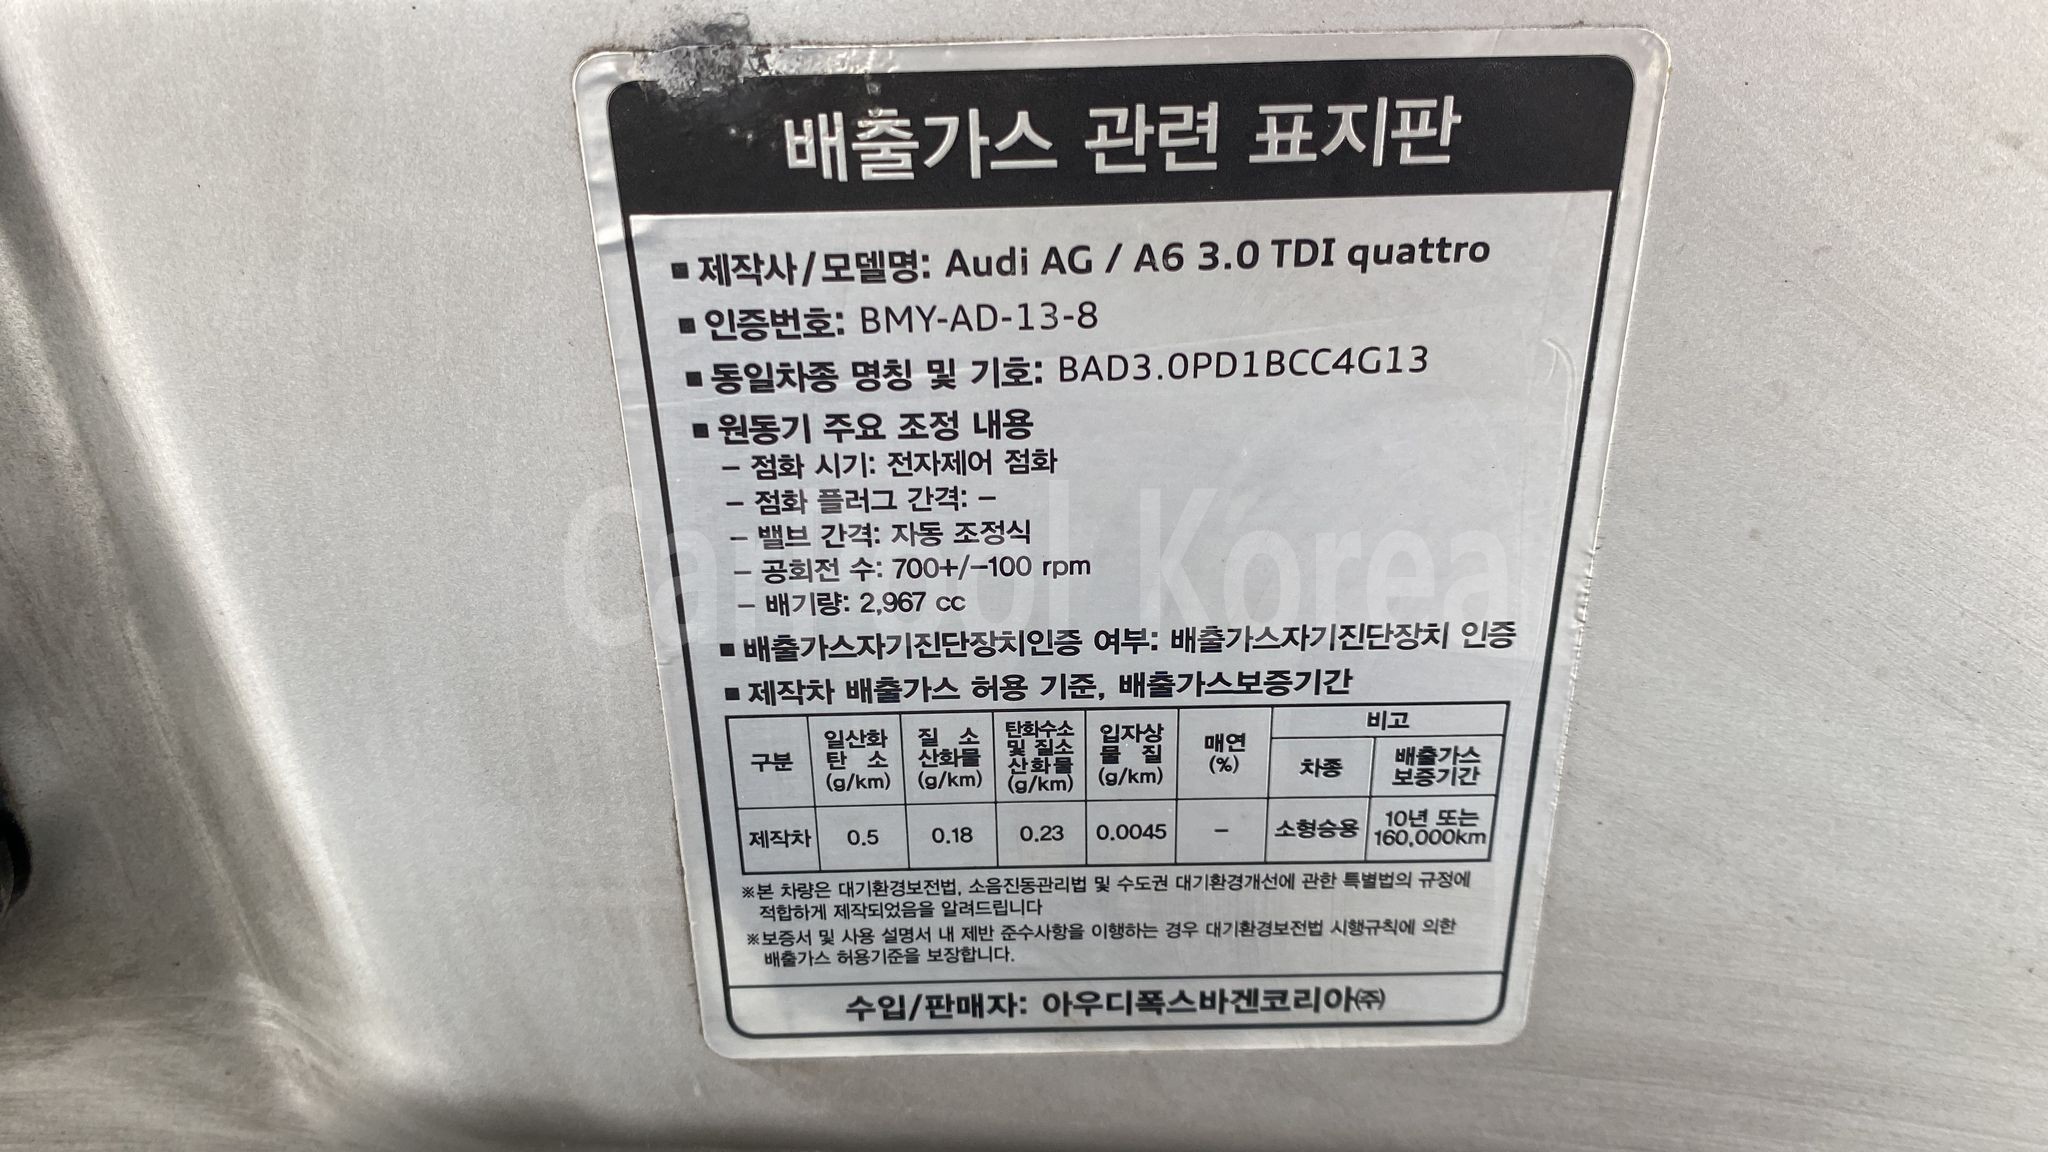 배출가스 관련 표지판
■ 제작사/모델명: Audi AG / A6 3.0 TDI quattro
■ 인증번호: BMY-AD-13-8
■ 동일차종 명칭 및 기호: BAD3.0PD1BCC4G13
■ 원동기 주요 조정 내용
– 점화 시기: 전자제어 점화
– 점화 플러그 간격: –
– 밸브 간격: 자동 조정식
– 공회전 수: 700+/–100 rpm
– 배기량: 2,967 cc
■ 배출가스자기진단장치인증 여부: 배출가스자기진단장치 인증
■ 제작차 배출가스 허용 기준, 배출가스보증기간
구분 일산화 탄 소 (g/km) 질 소 산화물 (g/km) 탄화수소 및 질소 산화물 (g/km) 입자상 물 질 (g/km) 매연 (%) 비고
차종 배출가스 보증기간
제작차 0.5 0.18 0.23 0.0045 – 소형승용 10년 또는 160,000km
※본 차량은 대기환경보전법, 소음진동관리법 및 수도권 대기환경개선에 관한 특별법의 규정에
적합하게 제작되었음을 알려드립니다
※보증서 및 사용 설명서 내 제반 준수사항을 이행하는 경우 대기환경보전법 시행규칙에 의한
배출가스 허용기준을 보장합니다.
수입/판매자: 아우디폭스바겐코리아㈜
Korea